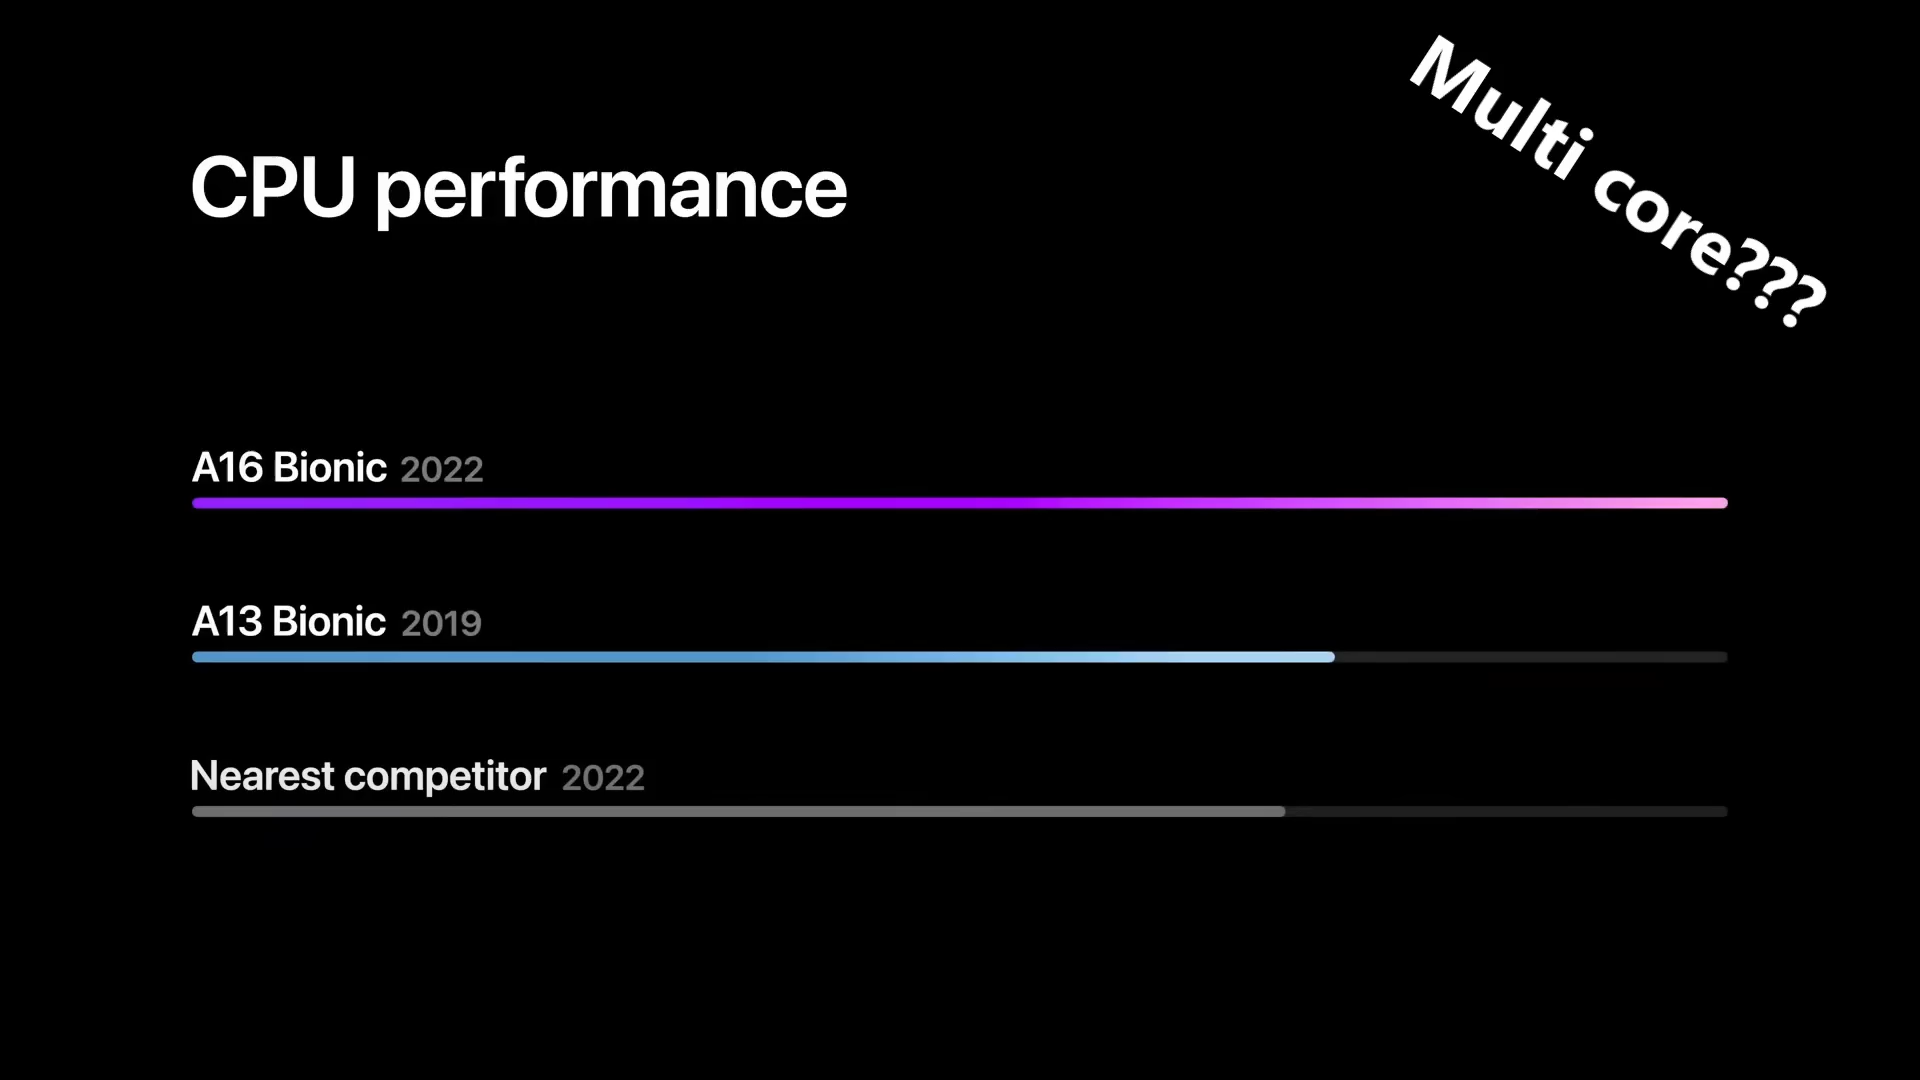 Multi core???
CPU performance
A16 Bionic 2022
A13 Bionic 2019
Nearest competitor 2022